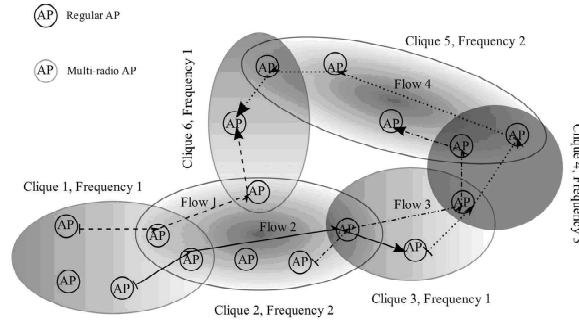 AP Regular AP
AP Multi-radio AP
Clique 5, Frequency 2
Clique 6, Frequency 1
AP
AP
Flow 4
AP
AP
AP
AP
Clique 4, Frequency 3
Clique 1, Frequency 1
AP
Flow 1
Flow 3
AP
AP
AP
Flow 2
AP
AP
AP
AP
AP
AP
AP
Clique 2, Frequency 2
Clique 3, Frequency 1